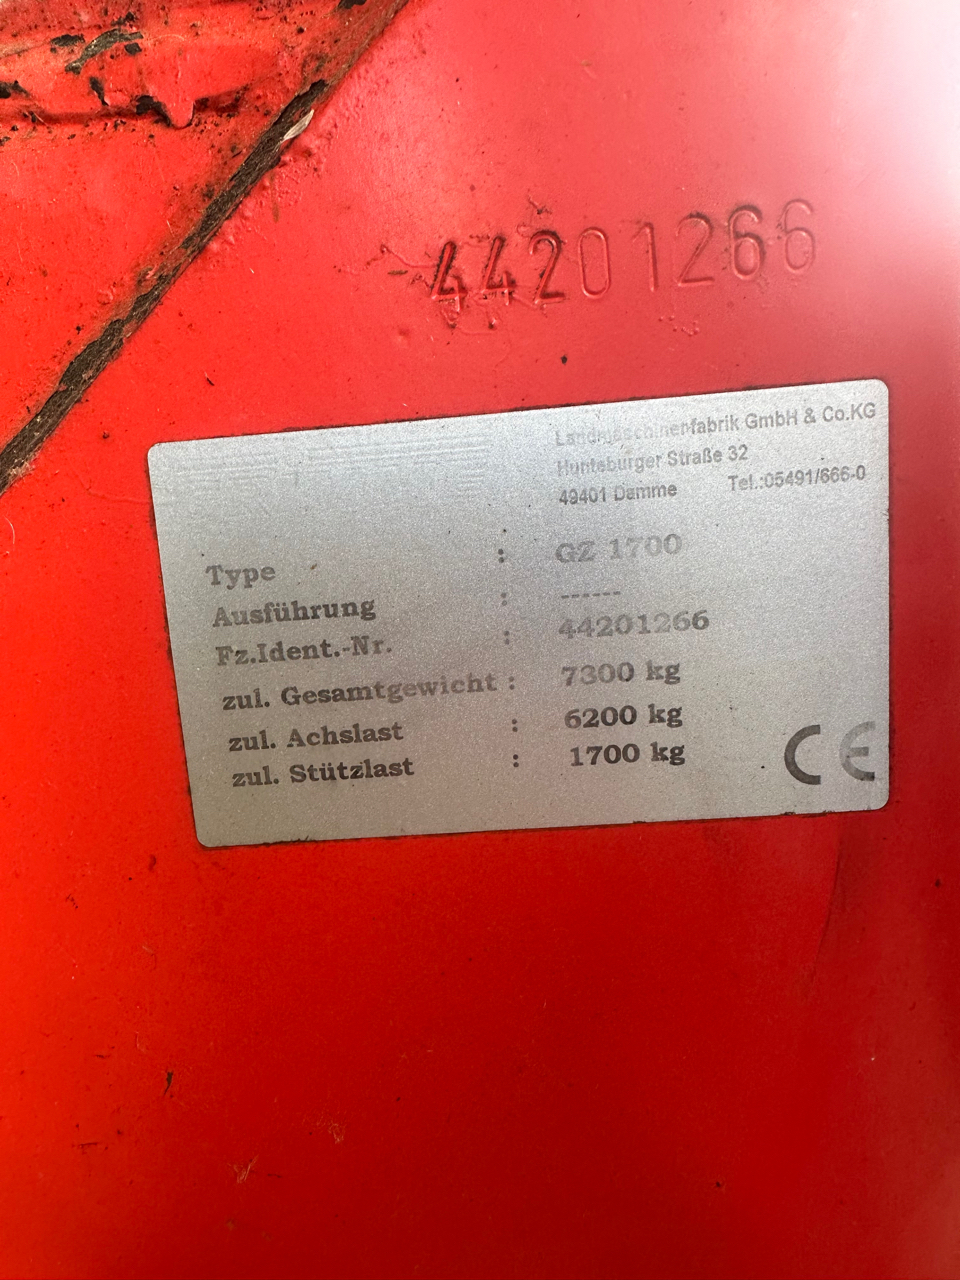 44201266
Landmaschinenfabrik GmbH & Co.KG
Hunteburger Straße 32
49401 Damme Tel.:05491/666-0
Type : GZ 1700
Ausführung : ------
Fz.Ident.-Nr. : 44201266
zul. Gesamtgewicht : 7300 kg
zul. Achslast : 6200 kg
zul. Stützlast : 1700 kg
CE